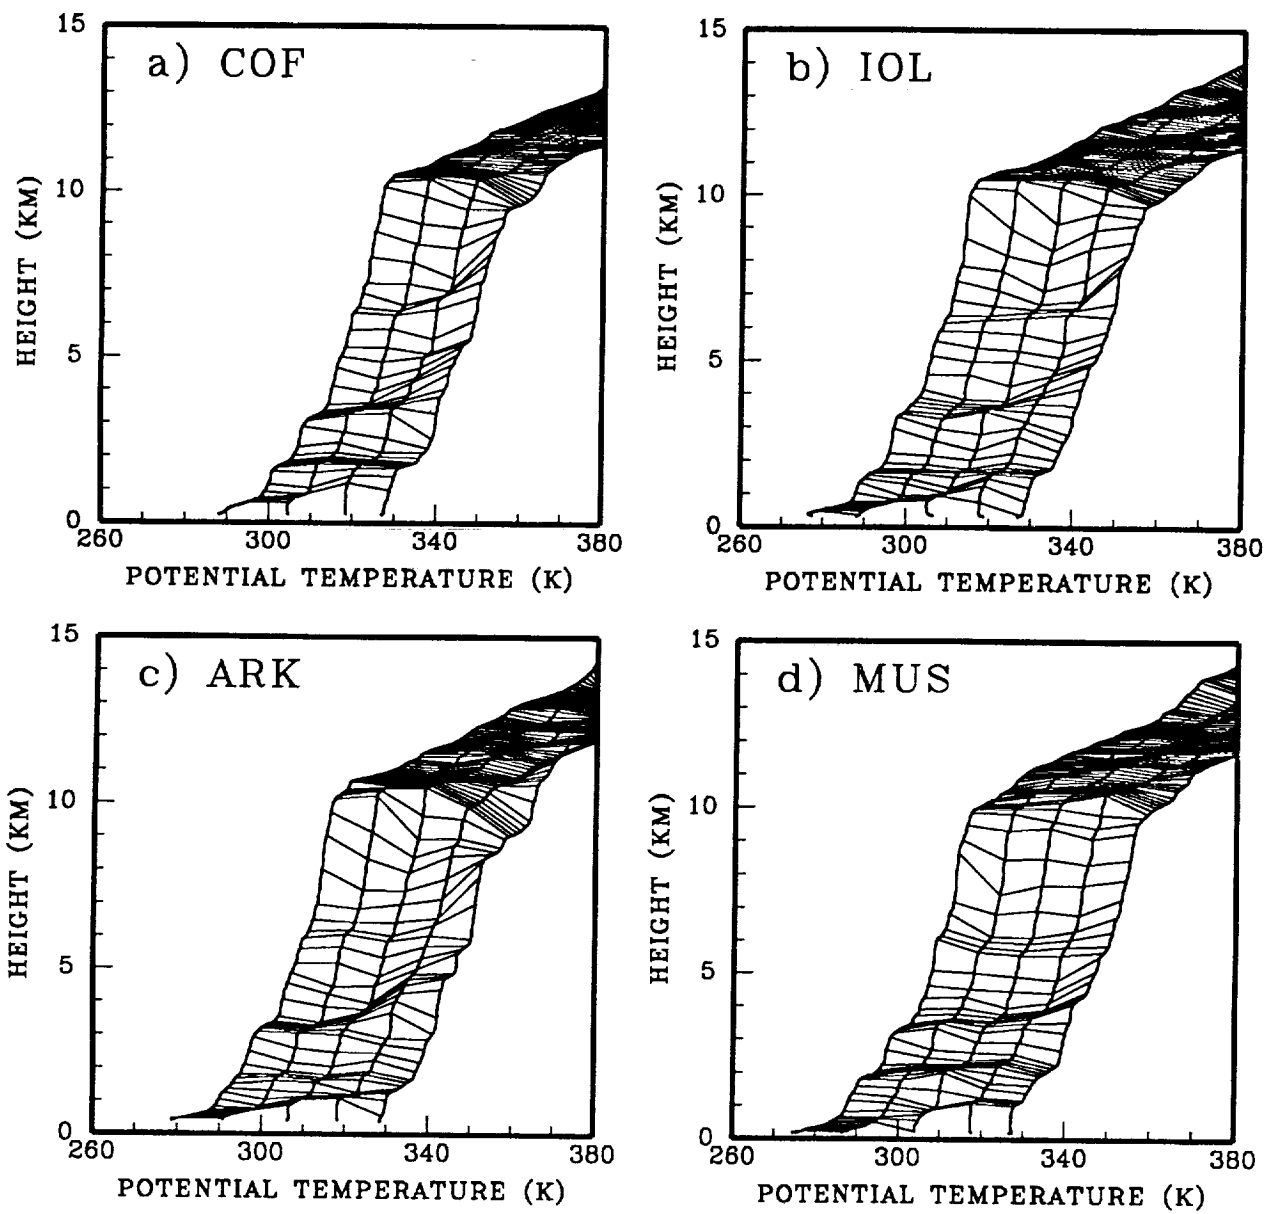 15
a) COF
10
HEIGHT (KM)
5
0
260 300 340 380
POTENTIAL TEMPERATURE (K)
15
b) IOL
10
HEIGHT (KM)
5
0
260 300 340 380
POTENTIAL TEMPERATURE (K)
15
c) ARK
10
HEIGHT (KM)
5
0
260 300 340 380
POTENTIAL TEMPERATURE (K)
15
d) MUS
10
HEIGHT (KM)
5
0
260 300 340 380
POTENTIAL TEMPERATURE (K)